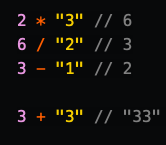 2 * "3" // 6
6 / "2" // 3
3 - "1" // 2
3 + "3" // "33"